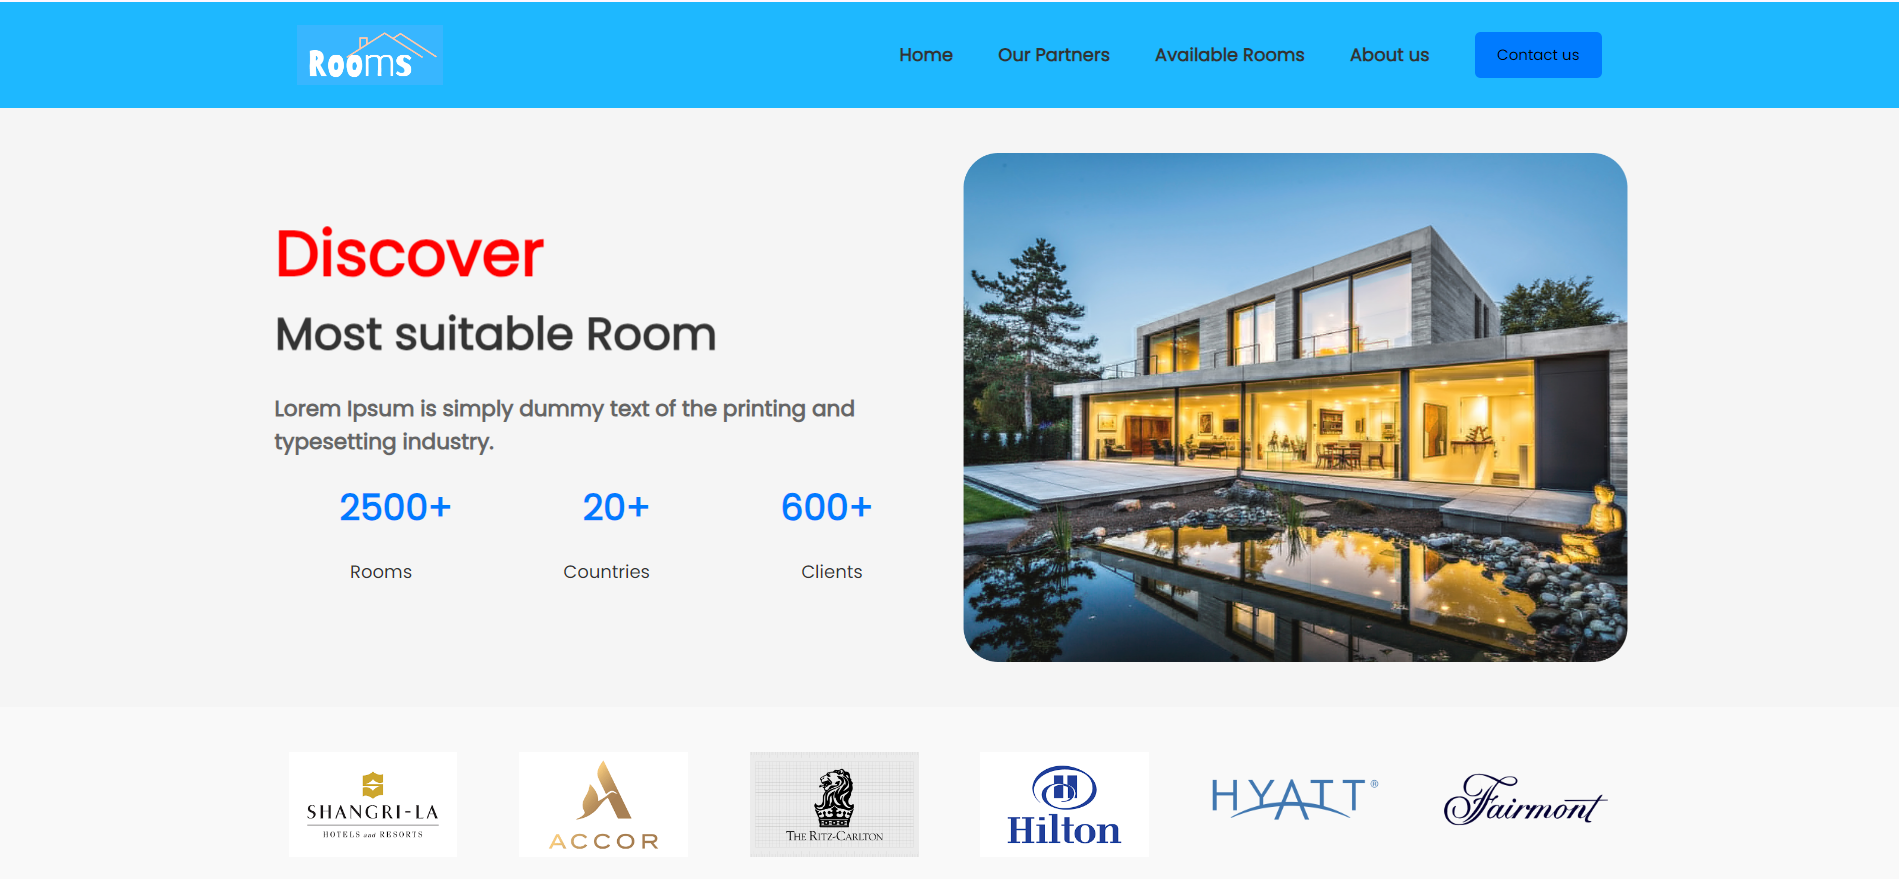 Rooms
Home
Our Partners
Available Rooms
About us
Contact us
Discover
Most suitable Room
Lorem Ipsum is simply dummy text of the printing and
typesetting industry.
2500+
20+
600+
Rooms
Countries
Clients
SHANGRI-LA
HOTELS and RESORTS
ACCOR
THE RITZ-CARLTON
H
Hilton
HYATT®
Fairmont